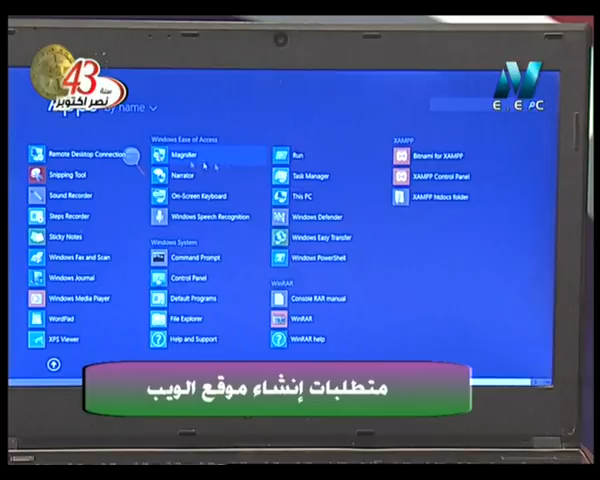 43
سنة
نصر أكتوبر
by name
XAMPP
Windows Ease of Access
Remote Desktop Connection
Magnifier
Run
Bitnami for XAMPP
Snipping Tool
Narrator
Task Manager
XAMPP Control Panel
Sound Recorder
On-Screen Keyboard
This PC
XAMPP htdocs folder
Steps Recorder
Windows Speech Recognition
Windows Defender
Sticky Notes
Windows System
Windows Easy Transfer
Windows Fax and Scan
Command Prompt
Windows PowerShell
Windows Journal
Control Panel
WinRAR
Windows Media Player
Default Programs
Console RAR manual
WordPad
File Explorer
WinRAR
XPS Viewer
Help and Support
WinRAR help
متطلبات إنشاء موقع الويب